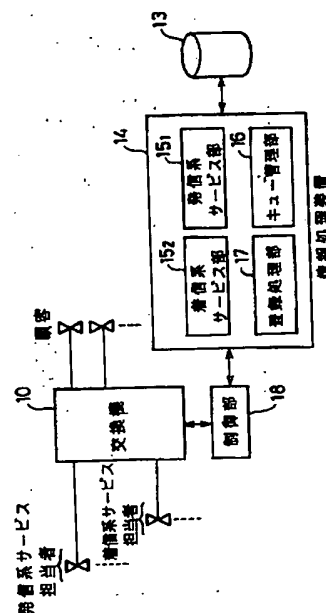 発信系サービス
担当者
着信系サービス
担当者
10
交換機
顧客
制御部
18
14
15₂
着信系
サービス部
15₁
発信系
サービス部
17
登録処理部
16
キュー管理部
情報処理装置
13